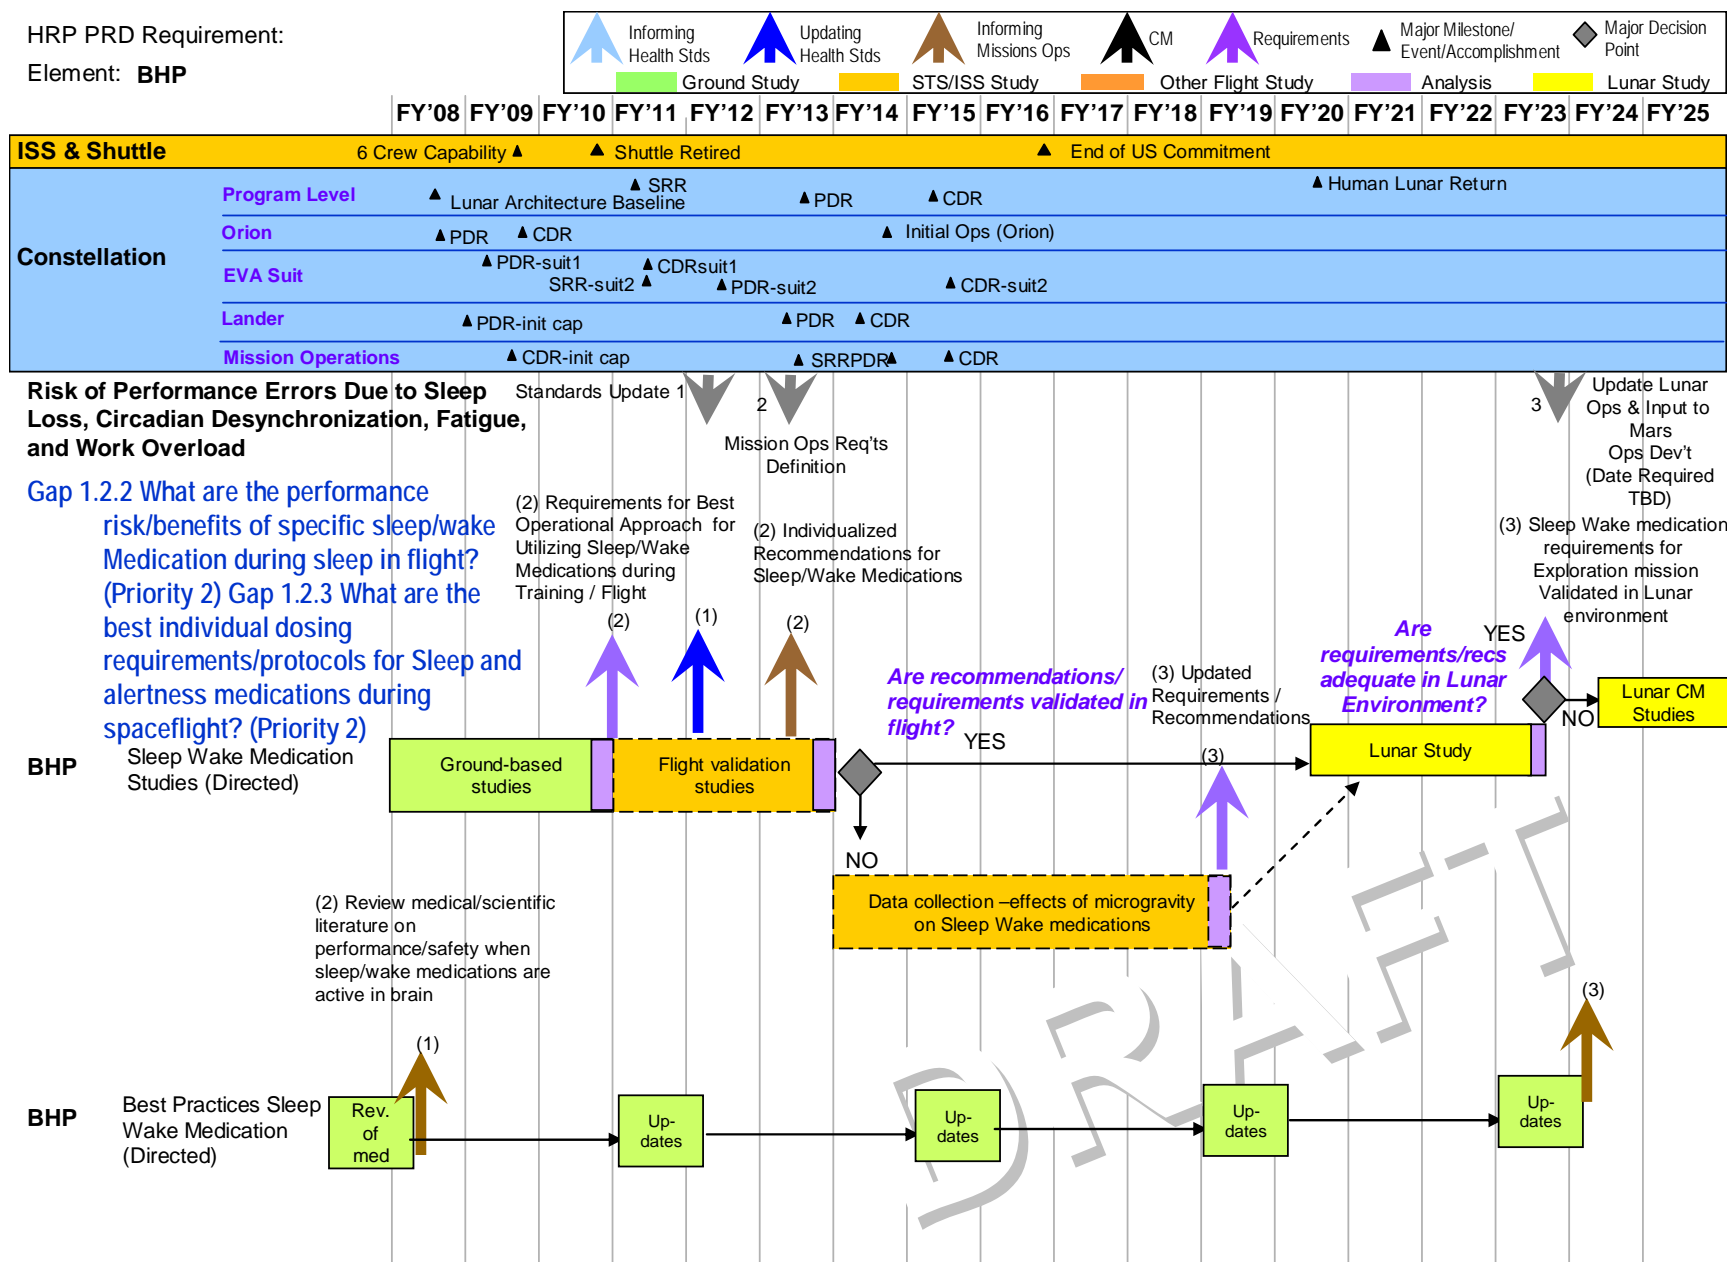 HRP PRD Requirement:
Element: BHP
Informing
Health Stds
Updating
Health Stds
Informing
Missions Ops
CM
Requirements
Major Milestone/
Event/Accomplishment
Major Decision
Point
Ground Study
STS/ISS Study
Other Flight Study
Analysis
Lunar Study
FY'08 FY'09 FY'10 FY'11 FY'12 FY'13 FY'14 FY'15 FY'16 FY'17 FY'18 FY'19 FY'20 FY'21 FY'22 FY'23 FY'24 FY'25
ISS & Shuttle
6 Crew Capability
Shuttle Retired
End of US Commitment
Constellation
Program Level
Lunar Architecture Baseline
SRR
PDR
CDR
Human Lunar Return
Orion
PDR
CDR
Initial Ops (Orion)
EVA Suit
PDR-suit1
SRR-suit2
CDRsuit1
PDR-suit2
CDR-suit2
Lander
PDR-init cap
PDR
CDR
Mission Operations
CDR-init cap
SRRPDR
CDR
Risk of Performance Errors Due to Sleep
Loss, Circadian Desynchronization, Fatigue,
and Work Overload
Standards Update 1
2
Mission Ops Req'ts
Definition
3
Update Lunar
Ops & Input to
Mars
Ops Dev't
(Date Required
TBD)
Gap 1.2.2 What are the performance
risk/benefits of specific sleep/wake
Medication during sleep in flight?
(Priority 2) Gap 1.2.3 What are the
best individual dosing
requirements/protocols for Sleep and
alertness medications during
spaceflight? (Priority 2)
(2) Requirements for Best
Operational Approach for
Utilizing Sleep/Wake
Medications during
Training / Flight
(2) Individualized
Recommendations for
Sleep/Wake Medications
(3) Sleep Wake medication
requirements for
Exploration mission
Validated in Lunar
environment
(2)
(1)
(2)
Are recommendations/
requirements validated in
flight?
(3) Updated
Requirements /
Recommendations
Are
requirements/recs
adequate in Lunar
Environment?
YES
NO
Lunar CM
Studies
BHP
Sleep Wake Medication
Studies (Directed)
Ground-based
studies
Flight validation
studies
YES
(3)
Lunar Study
NO
Data collection –effects of microgravity
on Sleep Wake medications
(2) Review medical/scientific
literature on
performance/safety when
sleep/wake medications are
active in brain
(1)
(3)
BHP
Best Practices Sleep
Wake Medication
(Directed)
Rev.
of
med
Up-
dates
Up-
dates
Up-
dates
Up-
dates
DRAFT